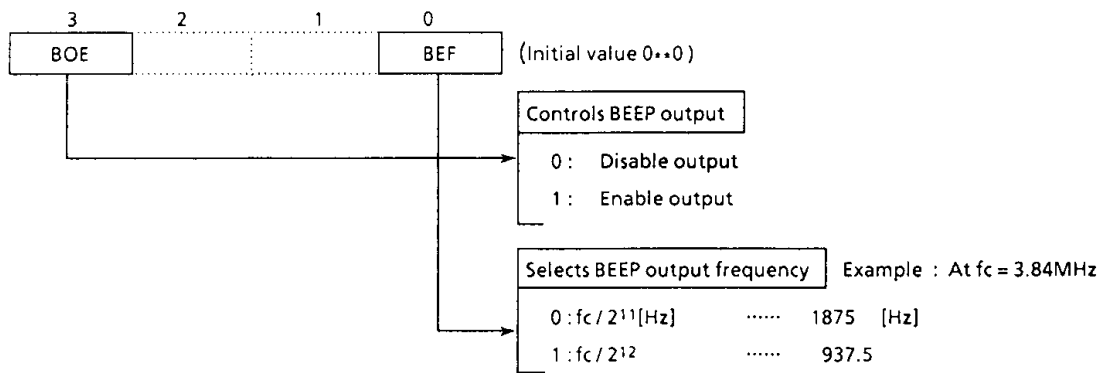 3 2 1 0
BOE BEF (Initial value 0**0)
Controls BEEP output
0 : Disable output
1 : Enable output
Selects BEEP output frequency Example : At fc = 3.84MHz
0 : fc / 2¹¹[Hz] ...... 1875 [Hz]
1 : fc / 2¹² ...... 937.5